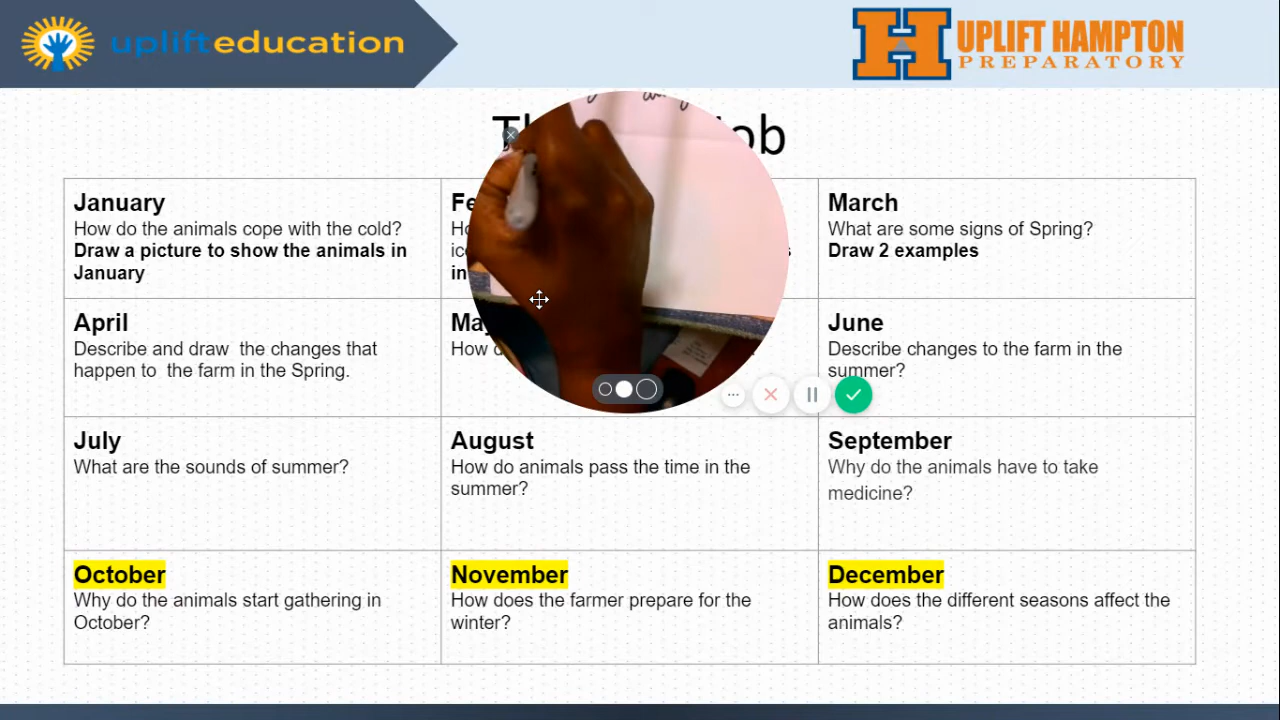 uplifteducation
UPLIFT HAMPTON
PREPARATORY
January
How do the animals cope with the cold?
Draw a picture to show the animals in
January
in
March
What are some signs of Spring?
Draw 2 examples
April
Describe and draw the changes that
happen to the farm in the Spring.
May
How
June
Describe changes to the farm in the
summer?
July
What are the sounds of summer?
August
How do animals pass the time in the
summer?
September
Why do the animals have to take
medicine?
October
Why do the animals start gathering in
October?
November
How does the farmer prepare for the
winter?
December
How does the different seasons affect the
animals?